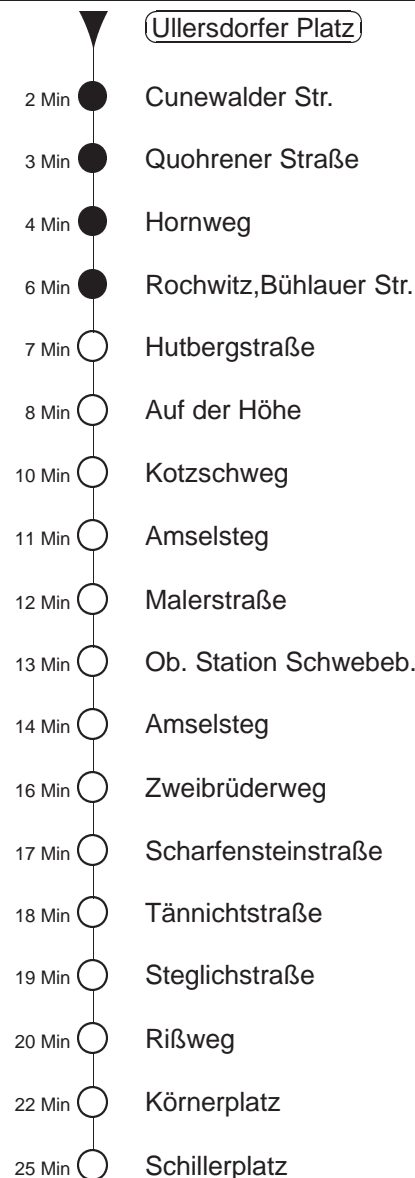 Ullersdorfer Platz
2 Min Cunewalder Str.
3 Min Quohrener Straße
4 Min Hornweg
6 Min Rochwitz,Bühlauer Str.
7 Min Hutbergstraße
8 Min Auf der Höhe
10 Min Kotzschweg
11 Min Amselsteg
12 Min Malerstraße
13 Min Ob. Station Schwebeb.
14 Min Amselsteg
16 Min Zweibrüderweg
17 Min Scharfensteinstraße
18 Min Tännichtstraße
19 Min Steglichstraße
20 Min Rißweg
22 Min Körnerplatz
25 Min Schillerplatz